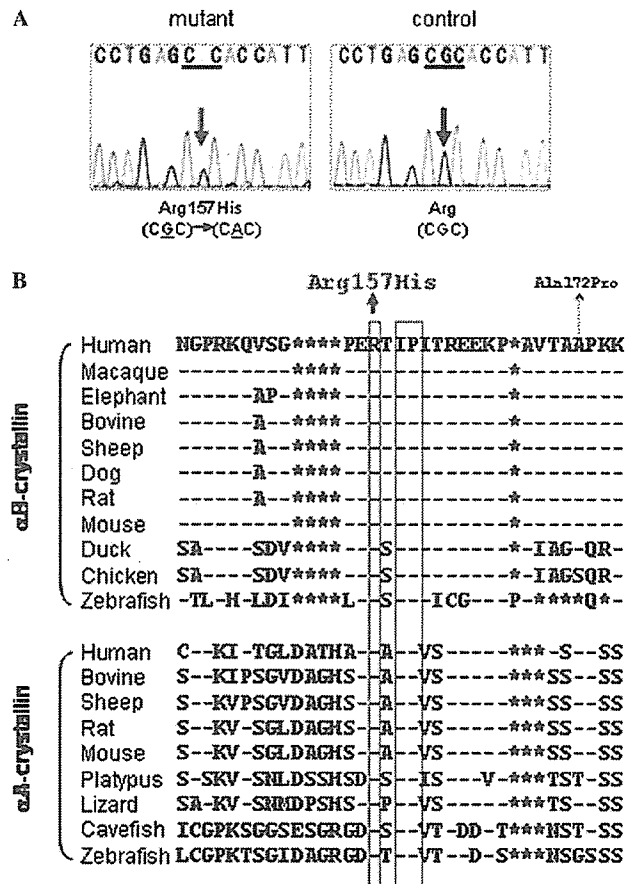 A
mutant control
CCTGAGC CACCATT CCTGAGCGCACCATT
Arg157His Arg
(CGC)→(CAC) (CGC)
B
Arg157His Aln172Pro
αB-crystallin
Human NGPRKQVSG****PERTIPITREEKP*AVTAAPKK
Macaque ---------****----------------*--------
Elephant ------AP-****----------------*--------
Bovine ------A--****----------------*--------
Sheep ------A--****----------------*--------
Dog ------A--****----------------*--------
Rat ------A--****----------------*--------
Mouse ---------****----------------*--------
Duck SA----SDV****---S---------*-IAG-QR-
Chicken SA----SDV****---S---------*-IAGSQR-
Zebrafish -TL-H-LDI****L--S---ICG---P-****Q*-
αA-crystallin
Human C--KI-TGLDATHA--A--VS-----***--S--SS
Bovine S--KIPSGVDAGHS--A--VS-----***-SS--SS
Sheep S--KVPSGVDAGHS--A--VS-----***-SS--SS
Rat S--KV-SGLDAGHS--A--VS-----***-SS--SS
Mouse S--KV-SGLDAGHS--A--VS-----***-SS--SS
Platypus S-SKV-SNLDSSHSD-S--IS---V-***TST-SS
Lizard SA-KV-SNMDPSHS--P--VS-----***-TS--SS
Cavefish ICGPKSGGSESGRGD-S--VT-DD-T***NST-SS
Zebrafish LCGPKTSGIDAGRGD-T--VT--D-S***NSGSSS